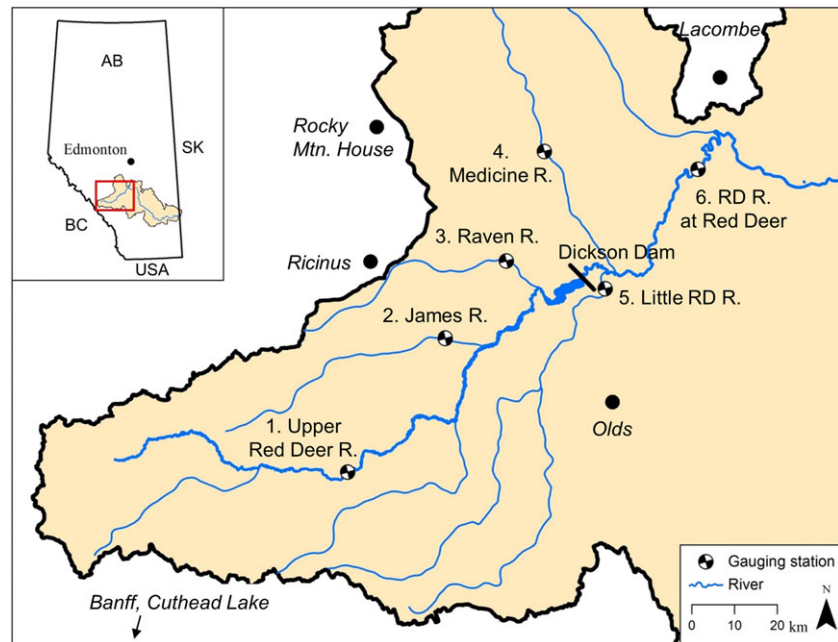 AB
Edmonton
SK
BC
USA
Lacombe
Rocky
Mtn. House
4.
Medicine R.
6. RD R.
at Red Deer
3. Raven R.
Dickson Dam
Ricinus
5. Little RD R.
2. James R.
Olds
1. Upper
Red Deer R.
Banff, Cuthead Lake
Gauging station
River
N
0 10 20 km